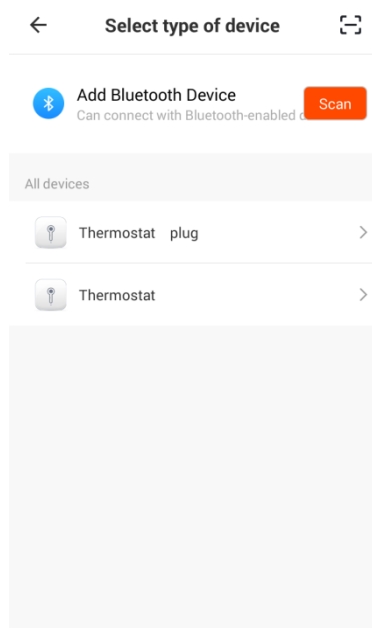 Select type of device
Add Bluetooth Device
Scan
Can connect with Bluetooth-enabled
All devices
Thermostat plug
Thermostat